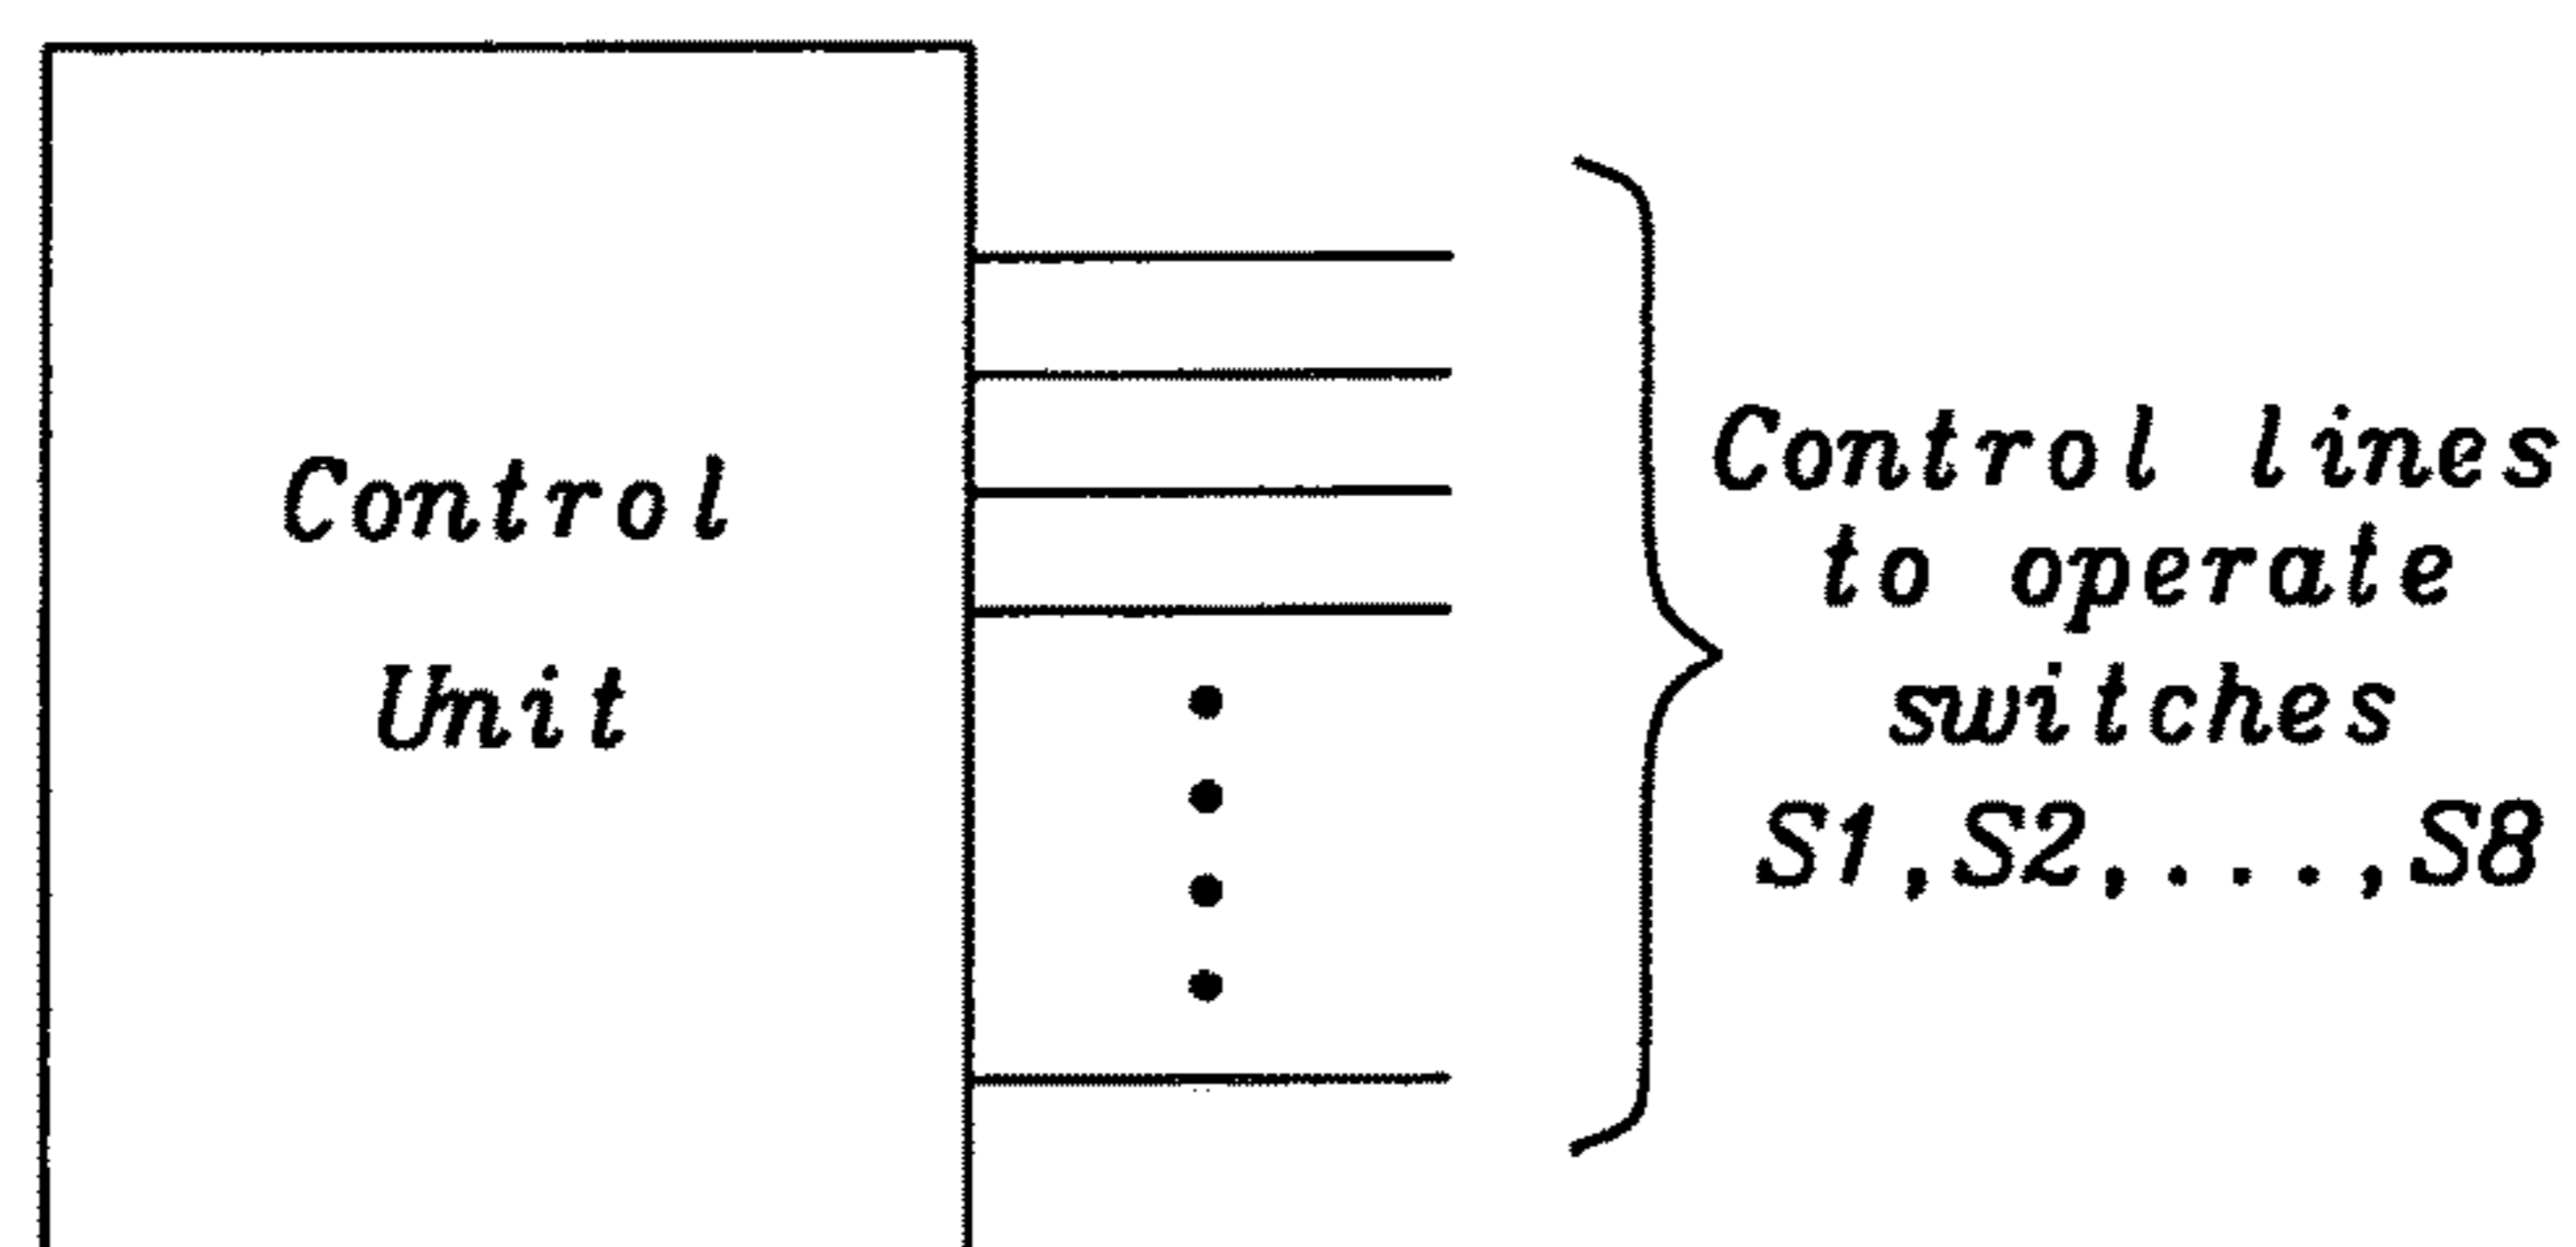 Control
Unit
Control lines
to operate
switches
S1,S2,...,S8